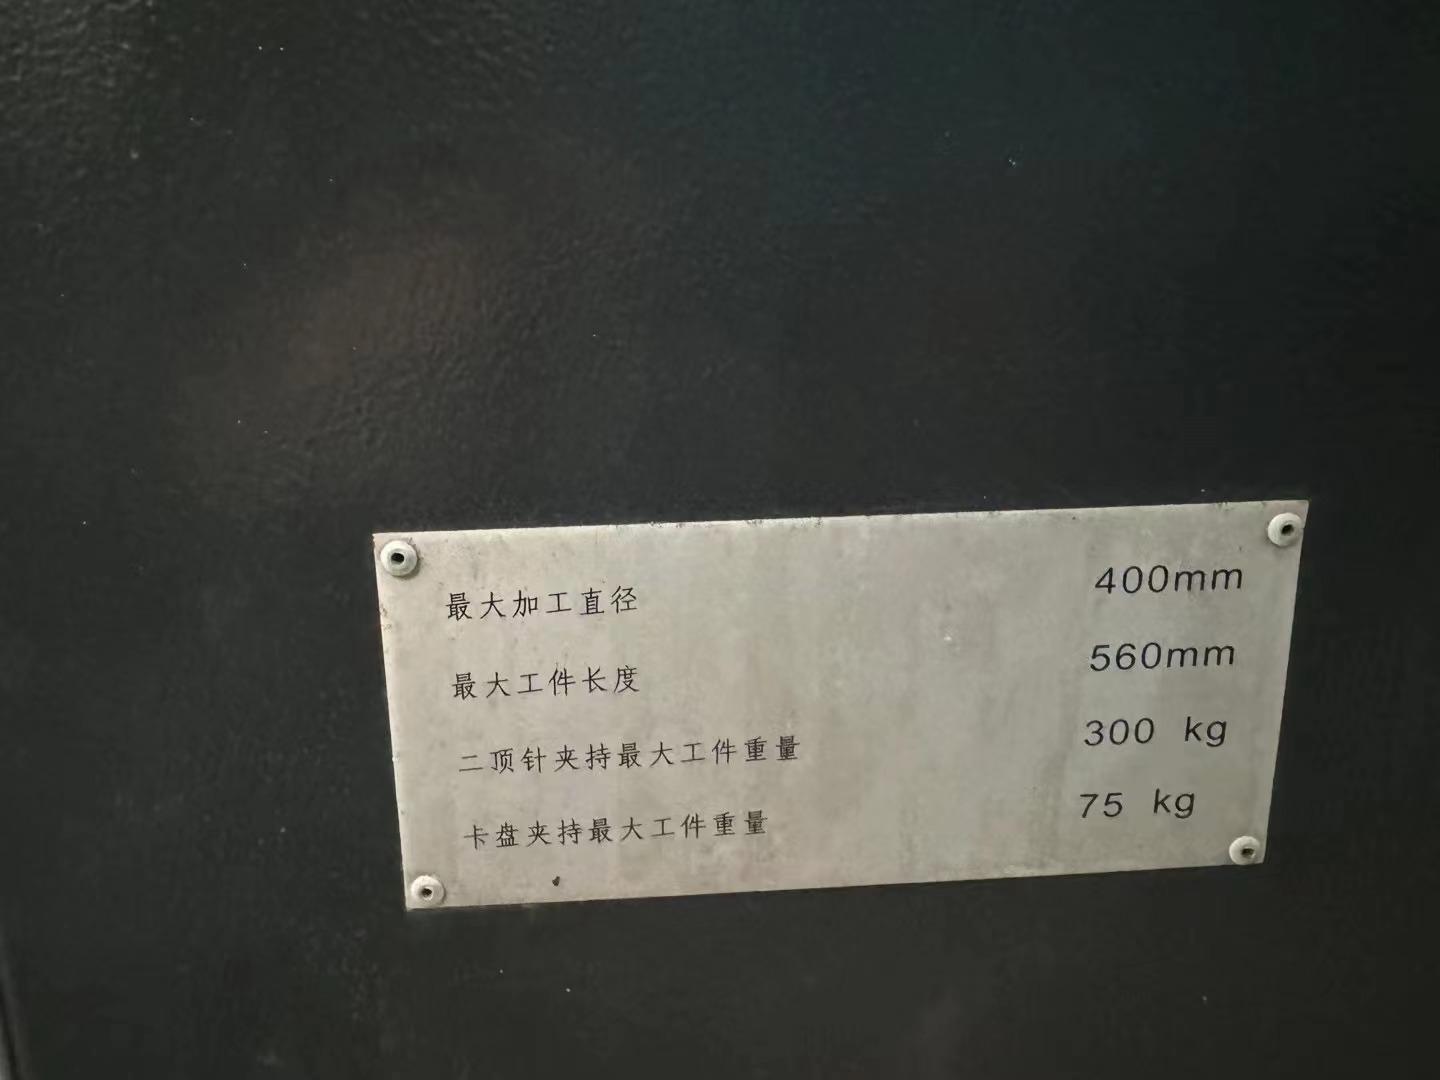 最大加工直径 400mm
最大工件长度 560mm
二顶针夹持最大工件重量 300 kg
卡盘夹持最大工件重量 75 kg